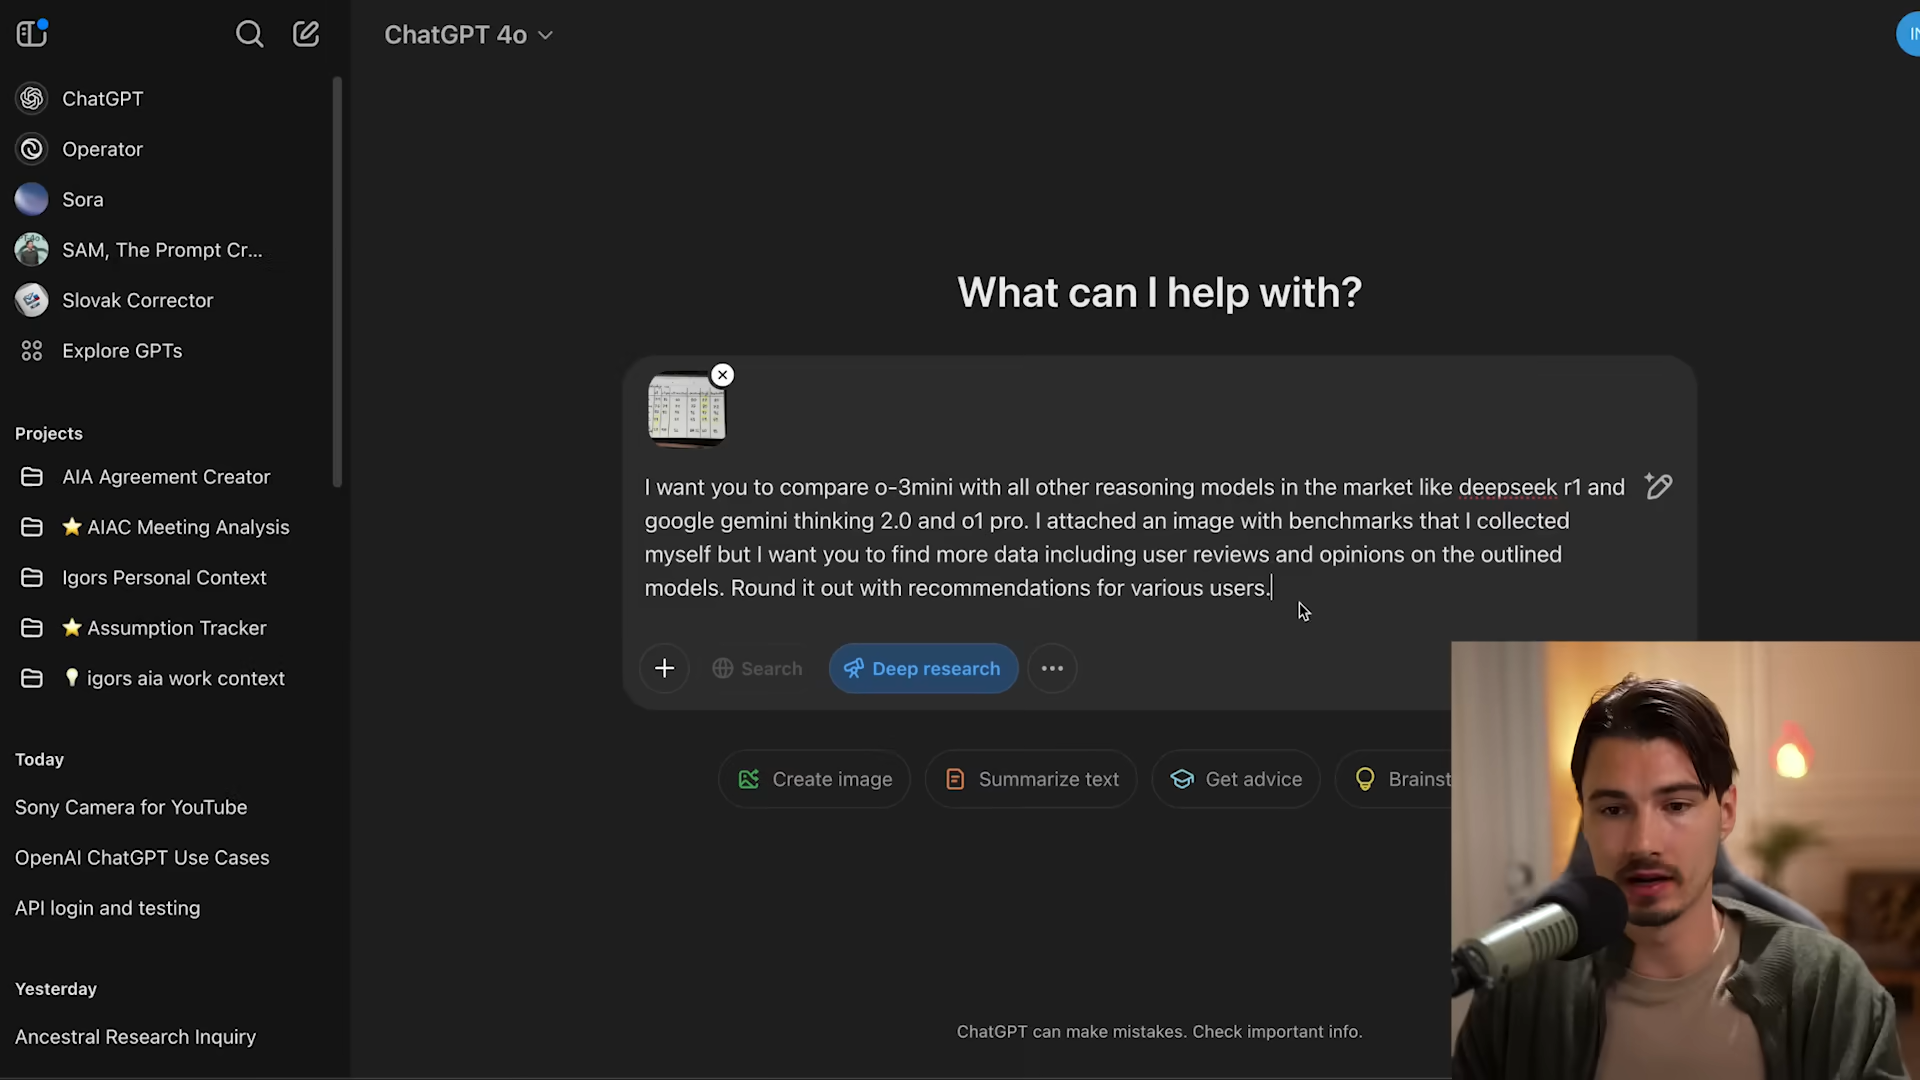 ChatGPT 4o
IN
ChatGPT
Operator
Sora
SAM, The Prompt Cr...
Slovak Corrector
Explore GPTs
Projects
AIA Agreement Creator
⭐ AIAC Meeting Analysis
Igors Personal Context
⭐ Assumption Tracker
💡 igors aia work context
Today
Sony Camera for YouTube
OpenAI ChatGPT Use Cases
API login and testing
Yesterday
Ancestral Research Inquiry
What can I help with?
I want you to compare o-3mini with all other reasoning models in the market like deepseek r1 and
google gemini thinking 2.0 and o1 pro. I attached an image with benchmarks that I collected
myself but I want you to find more data including user reviews and opinions on the outlined
models. Round it out with recommendations for various users.
Search
Deep research
Create image
Summarize text
Get advice
Brainst
ChatGPT can make mistakes. Check important info.